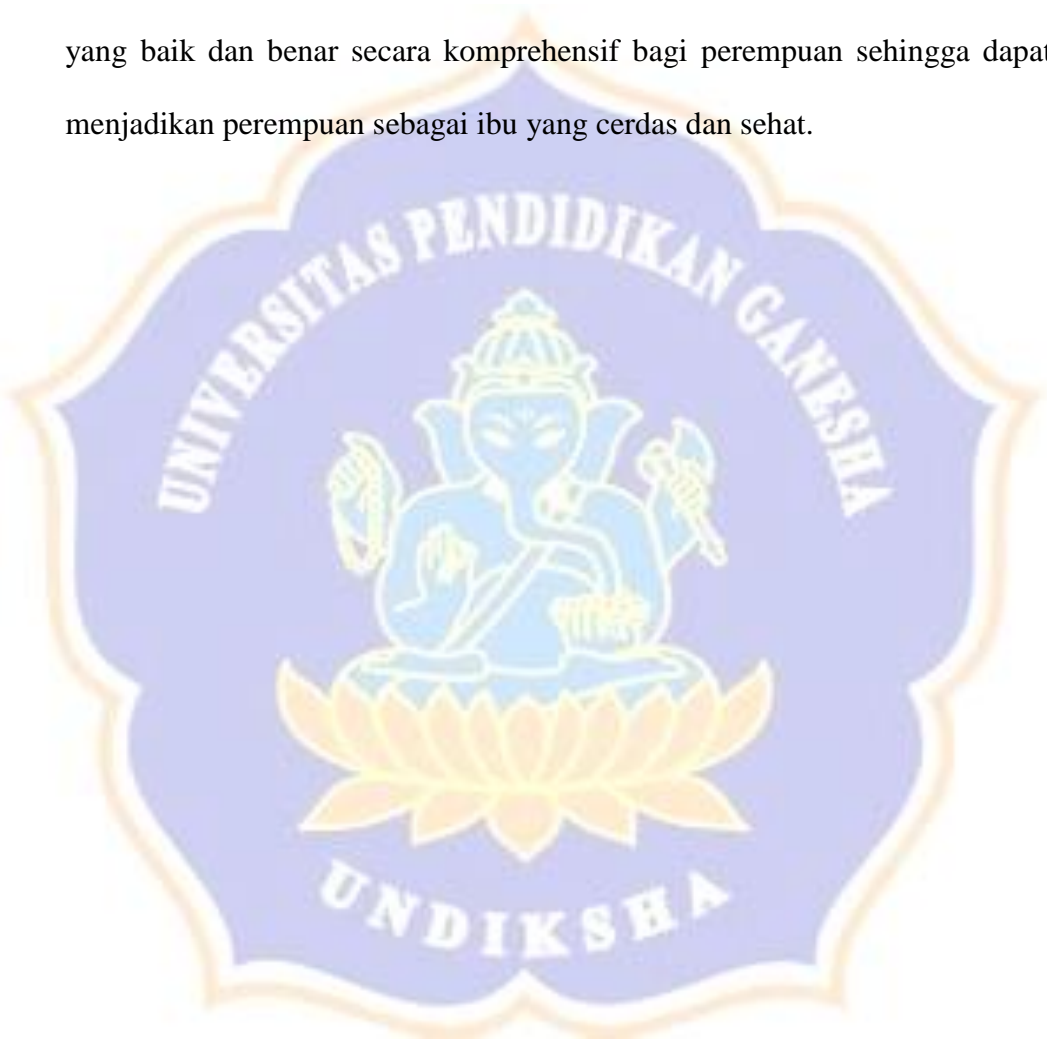 yang baik dan benar secara komprehensif bagi perempuan sehingga dapat
menjadikan perempuan sebagai ibu yang cerdas dan sehat.
UNIVERSITAS PENDIDIKAN GANESHA
UNDIKSHA